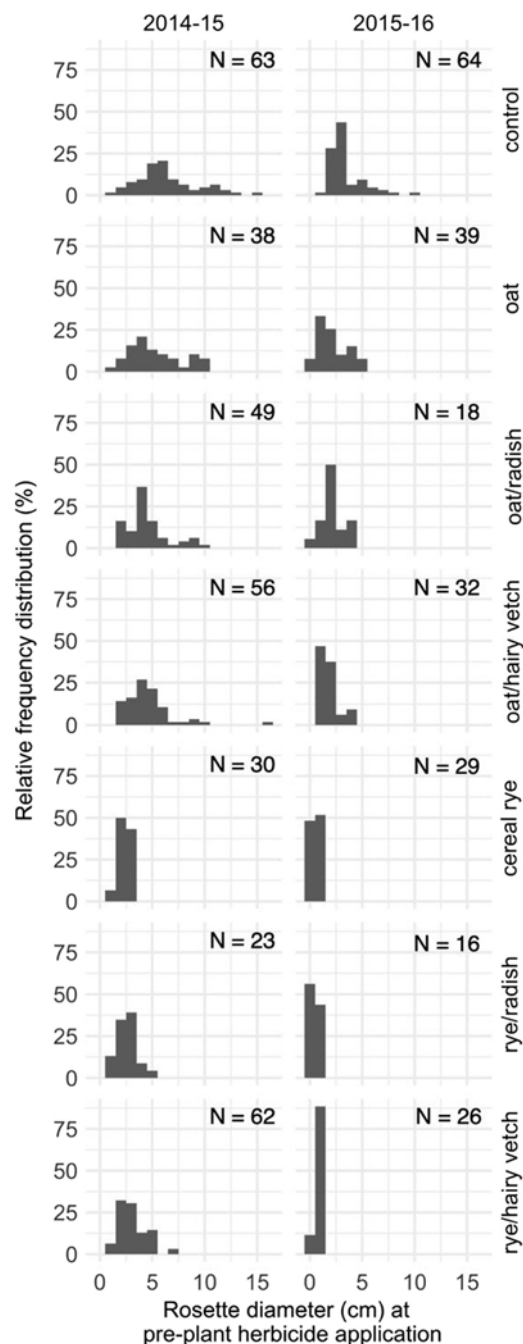 2014-15 2015-16
N = 63 N = 64
75
50
25
0
control
N = 38 N = 39
75
50
25
0
oat
N = 49 N = 18
75
50
25
0
oat/radish
N = 56 N = 32
75
50
25
0
oat/hairy vetch
Relative frequency distribution (%)
N = 30 N = 29
75
50
25
0
cereal rye
N = 23 N = 16
75
50
25
0
rye/radish
N = 62 N = 26
75
50
25
0
rye/hairy vetch
0 5 10 15 0 5 10 15
Rosette diameter (cm) at
pre-plant herbicide application